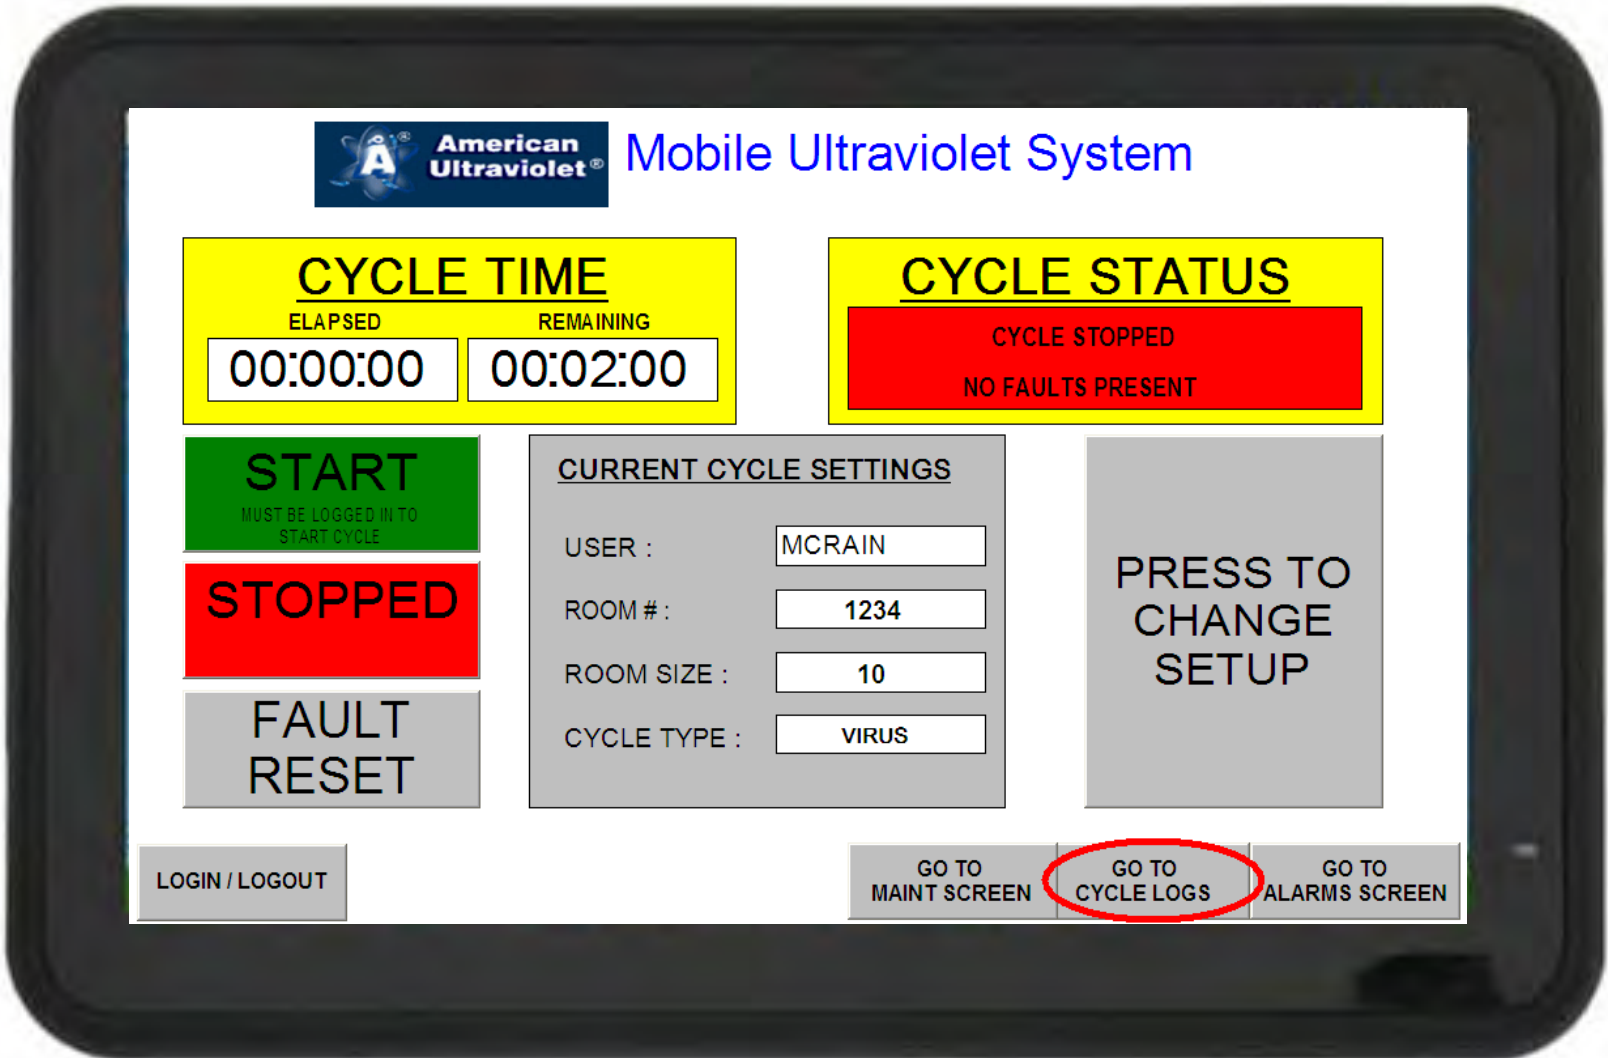 Å®
American
Ultraviolet®
Mobile Ultraviolet System
CYCLE TIME
ELAPSED
REMAINING
00:00:00
00:02:00
CYCLE STATUS
CYCLE STOPPED
NO FAULTS PRESENT
START
MUST BE LOGGED IN TO
START CYCLE
STOPPED
FAULT
RESET
CURRENT CYCLE SETTINGS
USER : MCRAIN
ROOM # : 1234
ROOM SIZE : 10
CYCLE TYPE : VIRUS
PRESS TO
CHANGE
SETUP
LOGIN / LOGOUT
GO TO
MAINT SCREEN
GO TO
CYCLE LOGS
GO TO
ALARMS SCREEN